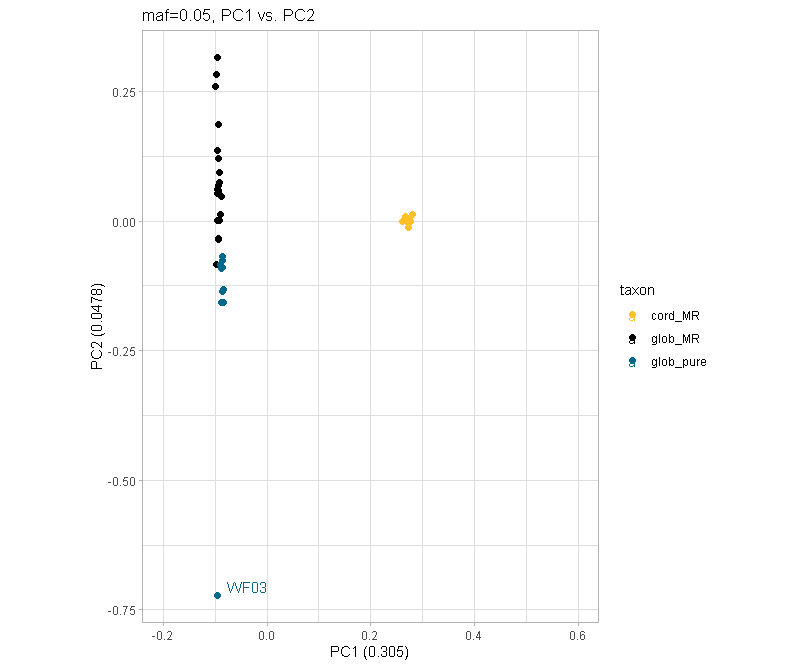 maf=0.05, PC1 vs. PC2
0.25
0.00
-0.25
-0.50
-0.75
PC2 (0.0478)
WF03
-0.2 0.0 0.2 0.4 0.6
PC1 (0.305)
taxon
a cord_MR
a glob_MR
a glob_pure